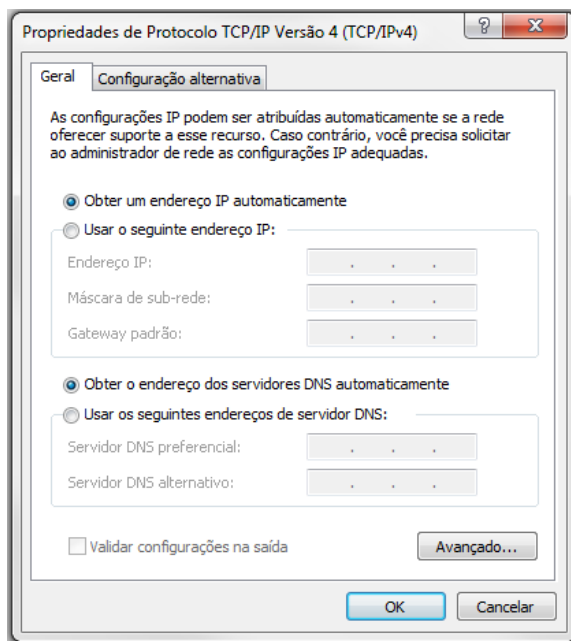 Propriedades de Protocolo TCP/IP Versão 4 (TCP/IPv4)
Geral
Configuração alternativa
As configurações IP podem ser atribuídas automaticamente se a rede
oferecer suporte a esse recurso. Caso contrário, você precisa solicitar
ao administrador de rede as configurações IP adequadas.
Obter um endereço IP automaticamente
Usar o seguinte endereço IP:
Endereço IP:
Máscara de sub-rede:
Gateway padrão:
Obter o endereço dos servidores DNS automaticamente
Usar os seguintes endereços de servidor DNS:
Servidor DNS preferencial:
Servidor DNS alternativo:
Validar configurações na saída
Avançado...
OK
Cancelar